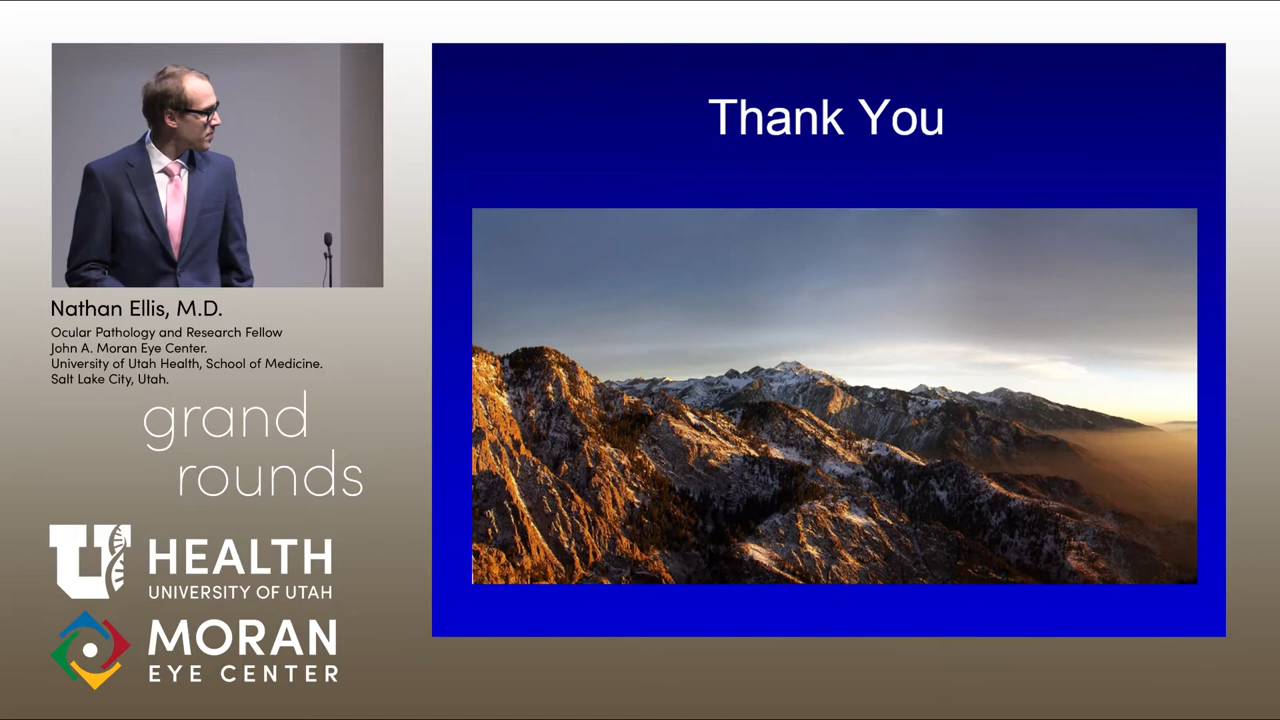 Thank You
Nathan Ellis, M.D.
Ocular Pathology and Research Fellow
John A. Moran Eye Center.
University of Utah Health, School of Medicine.
Salt Lake City, Utah.
grand
rounds
U
HEALTH
UNIVERSITY OF UTAH
MORAN
EYE CENTER